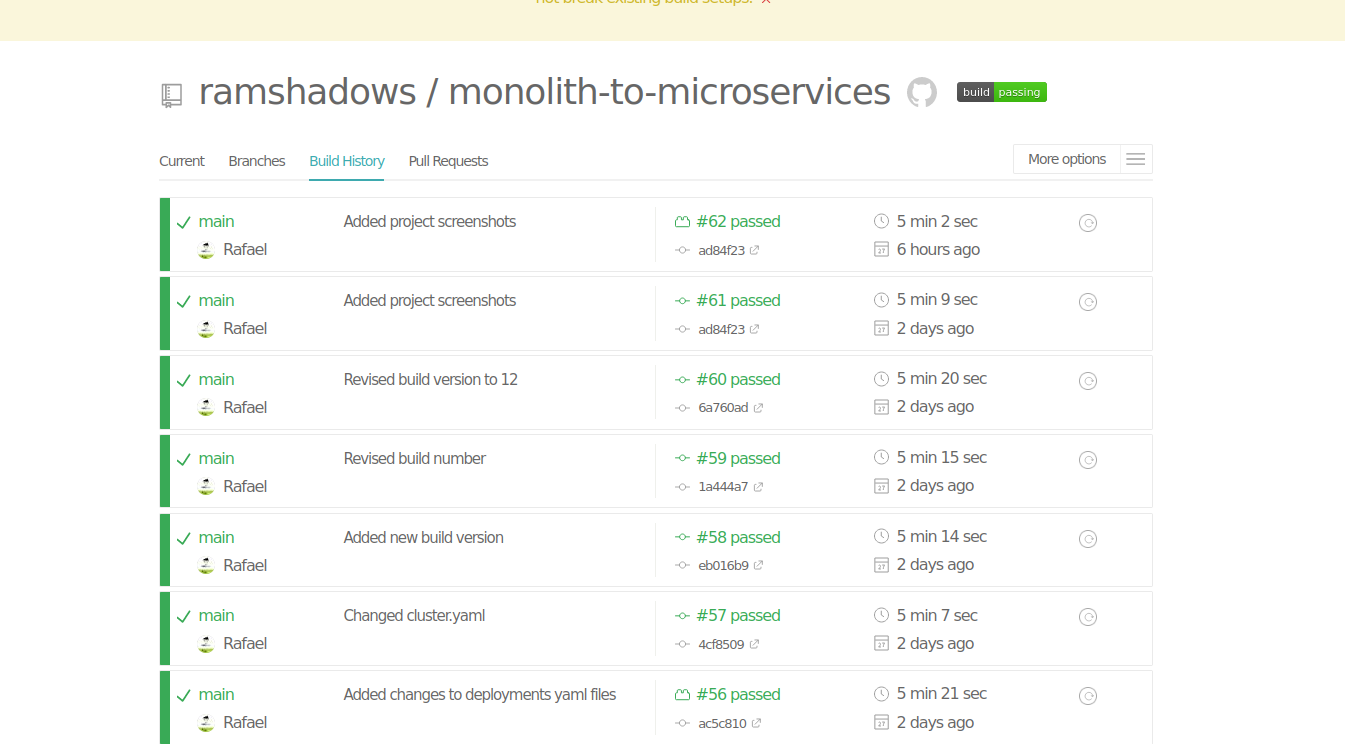 not break existing build setups. ×
ramshadows / monolith-to-microservices build passing
Current Branches Build History Pull Requests More options
main Added project screenshots #62 passed 5 min 2 sec
Rafael ad84f23 6 hours ago
main Added project screenshots #61 passed 5 min 9 sec
Rafael ad84f23 2 days ago
main Revised build version to 12 #60 passed 5 min 20 sec
Rafael 6a760ad 2 days ago
main Revised build number #59 passed 5 min 15 sec
Rafael 1a444a7 2 days ago
main Added new build version #58 passed 5 min 14 sec
Rafael eb016b9 2 days ago
main Changed cluster.yaml #57 passed 5 min 7 sec
Rafael 4cf8509 2 days ago
main Added changes to deployments yaml files #56 passed 5 min 21 sec
Rafael ac5c810 2 days ago